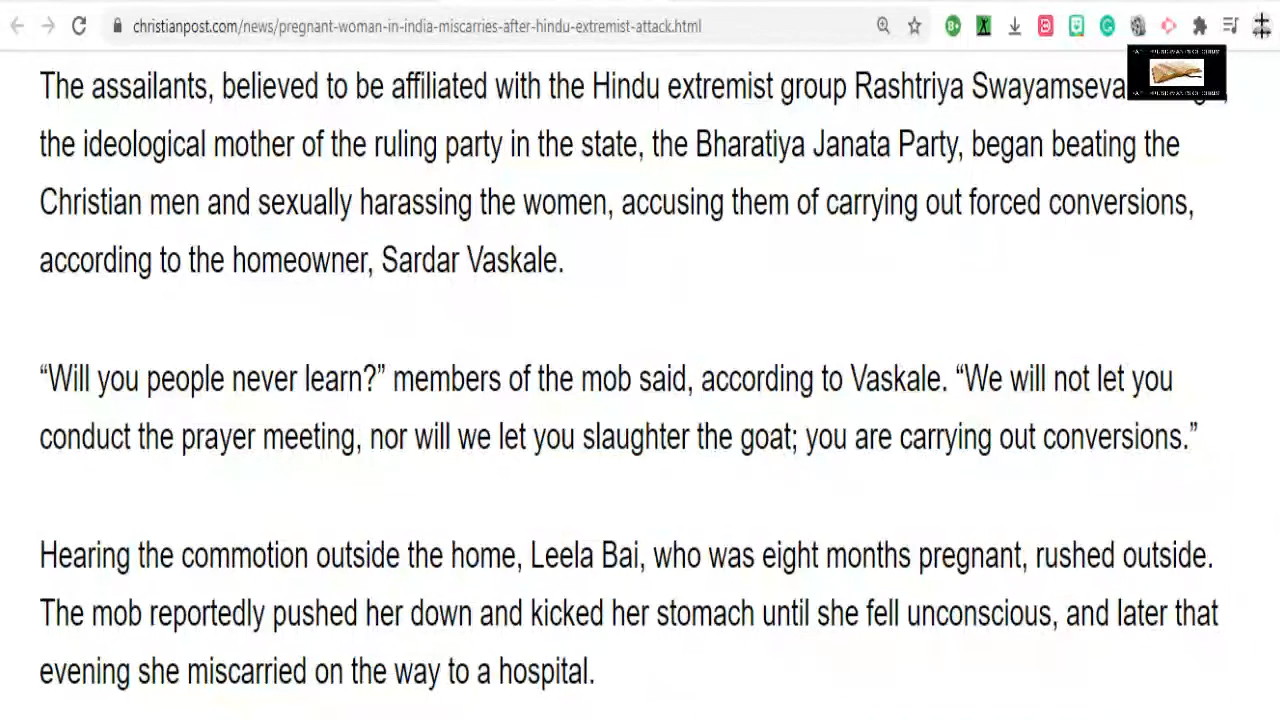 christianpost.com/news/pregnant-woman-in-india-miscarries-after-hindu-extremist-attack.html
The assailants, believed to be affiliated with the Hindu extremist group Rashtriya
the ideological mother of the ruling party in the state, the Bharatiya Janata Party, began beating the
Christian men and sexually harassing the women, accusing them of carrying out forced conversions,
according to the homeowner, Sardar Vaskale.
“Will you people never learn?” members of the mob said, according to Vaskale. “We will not let you
conduct the prayer meeting, nor will we let you slaughter the goat; you are carrying out conversions.”
Hearing the commotion outside the home, Leela Bai, who was eight months pregnant, rushed outside.
The mob reportedly pushed her down and kicked her stomach until she fell unconscious, and later that
evening she miscarried on the way to a hospital.